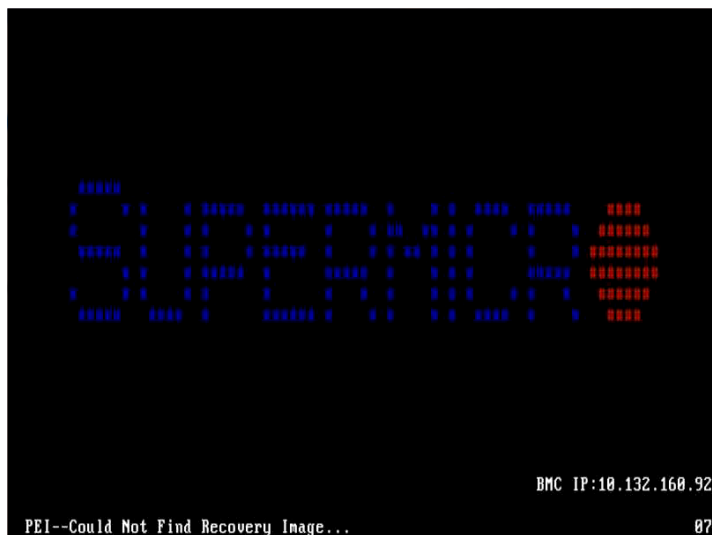 SUPERMICRO
BMC IP:10.132.160.92
PEI--Could Not Find Recovery Image... 07